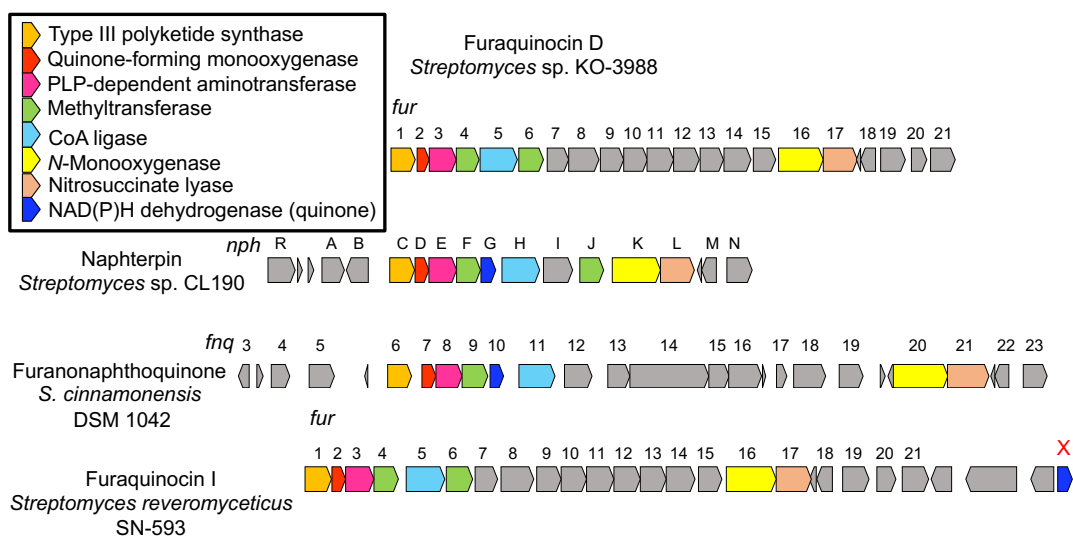 Type III polyketide synthase
Quinone-forming monooxygenase
PLP-dependent aminotransferase
Methyltransferase
CoA ligase
N-Monooxygenase
Nitrosuccinate lyase
NAD(P)H dehydrogenase (quinone)
Furaquinocin D
Streptomyces sp. KO-3988
fur
1 2 3 4 5 6 7 8 9 10 11 12 13 14 15 16 17 18 19 20 21
nph R A B C D E F G H I J K L M N
Naphterpin
Streptomyces sp. CL190
fnq 3 4 5 6 7 8 9 10 11 12 13 14 15 16 17 18 19 20 21 22 23
Furanonaphthoquinone
S. cinnamonensis
DSM 1042
fur
1 2 3 4 5 6 7 8 9 10 11 12 13 14 15 16 17 18 19 20 21 X
Furaquinocin I
Streptomyces reveromyceticus
SN-593